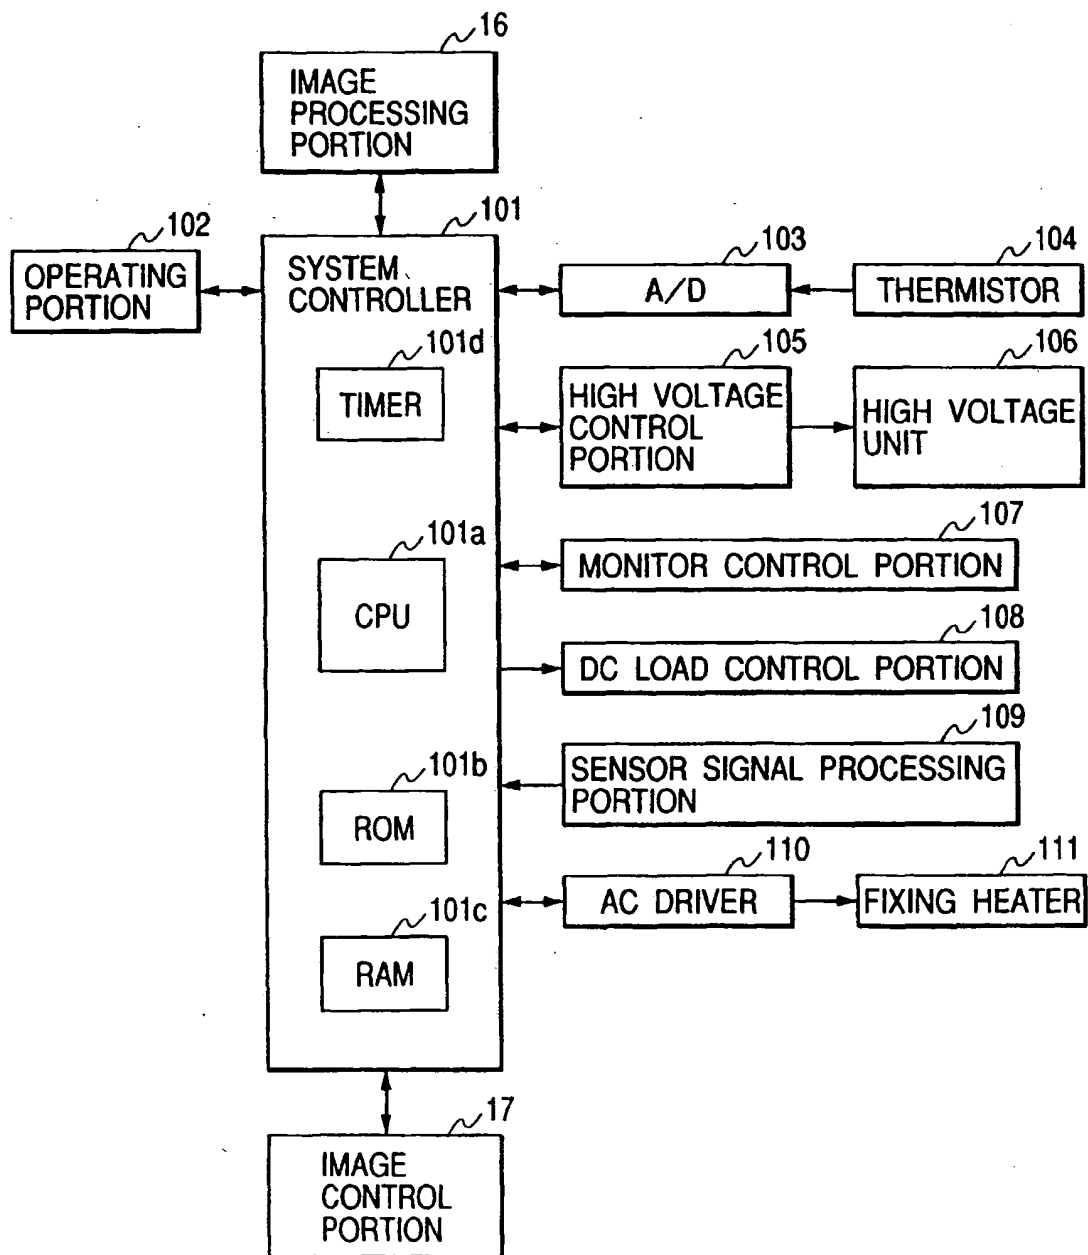 16
IMAGE
PROCESSING
PORTION
102
OPERATING
PORTION
101
SYSTEM
CONTROLLER
103
A/D
104
THERMISTOR
101d
TIMER
105
HIGH VOLTAGE
CONTROL
PORTION
106
HIGH VOLTAGE
UNIT
101a
CPU
107
MONITOR CONTROL PORTION
108
DC LOAD CONTROL PORTION
109
SENSOR SIGNAL PROCESSING
PORTION
101b
ROM
110
AC DRIVER
111
FIXING HEATER
101c
RAM
17
IMAGE
CONTROL
PORTION